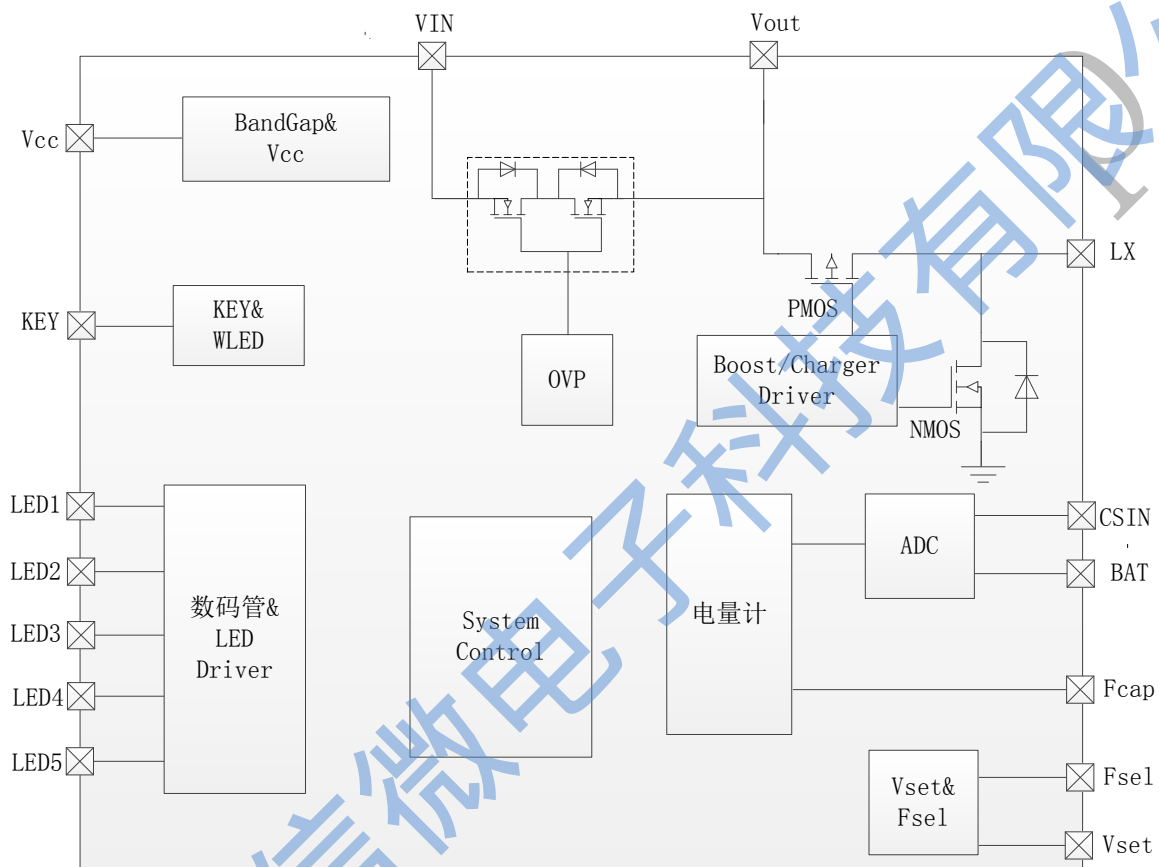 VIN
Vout
Vcc
BandGap&
Vcc
LX
KEY
KEY&
WLED
PMOS
OVP
Boost/Charger
Driver
NMOS
LED1
LED2
LED3
LED4
LED5
数码管&
LED
Driver
System
Control
电量计
ADC
CSIN
BAT
Fcap
Vset&
Fsel
Fsel
Vset
信微电子科技有限